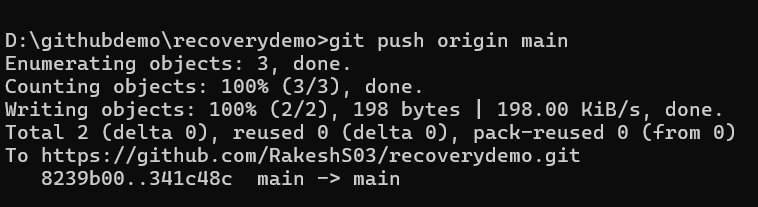 D:\githubdemo\recoverydemo>git push origin main
Enumerating objects: 3, done.
Counting objects: 100% (3/3), done.
Writing objects: 100% (2/2), 198 bytes | 198.00 KiB/s, done.
Total 2 (delta 0), reused 0 (delta 0), pack-reused 0 (from 0)
To https://github.com/RakeshS03/recoverydemo.git
   8239b00..341c48c  main -> main